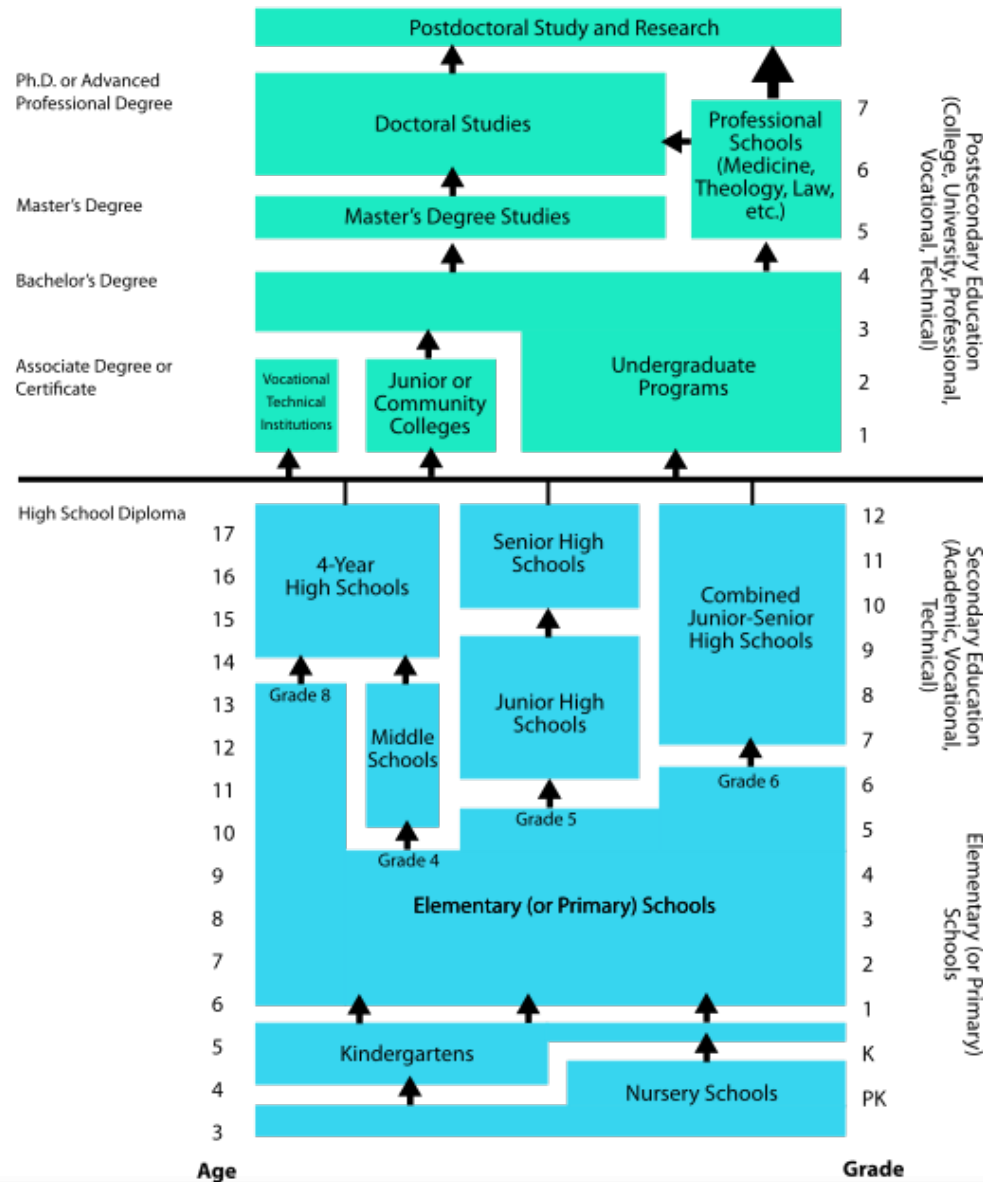 Postdoctoral Study and Research
Ph.D. or Advanced
Professional Degree
Doctoral Studies
Professional
Schools
(Medicine,
Theology, Law,
etc.)
7
6
Master's Degree
Master's Degree Studies
5
Bachelor's Degree
4
3
Associate Degree or
Certificate
Vocational
Technical
Institutions
Junior or
Community
Colleges
Undergraduate
Programs
2
1
Postsecondary Education
(College, University, Professional,
Vocational, Technical)
High School Diploma
17
16
15
14
13
12
11
10
9
8
7
6
5
4
3
Age
4-Year
High Schools
Senior High
Schools
Combined
Junior-Senior
High Schools
Grade 8
Middle
Schools
Junior High
Schools
Grade 6
Grade 5
Grade 4
Elementary (or Primary) Schools
Kindergartens
Nursery Schools
12
11
10
9
8
7
6
5
4
3
2
1
K
PK
Grade
Secondary Education
(Academic, Vocational,
Technical)
Elementary (or Primary)
Schools